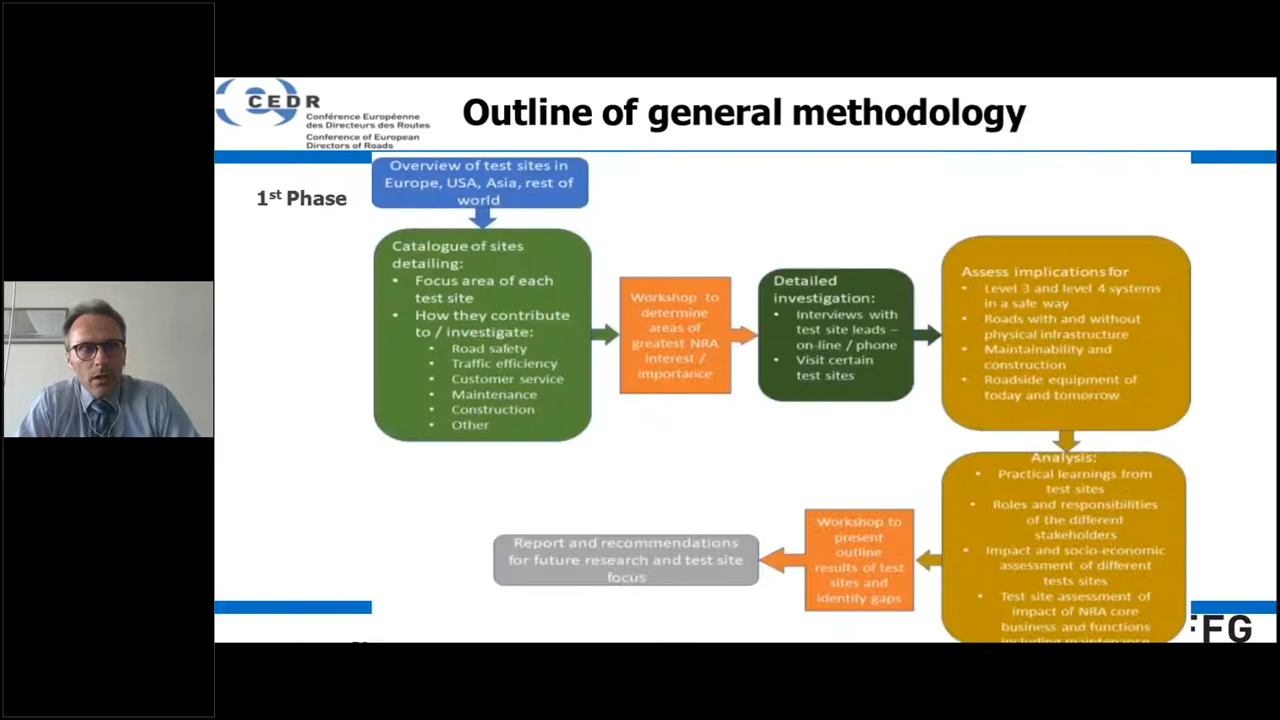 CEDR
Conférence Européenne
des Directeurs des Routes
Conference of European
Directors of Roads
Outline of general methodology
1st Phase
Overview of test sites in
Europe, USA, Asia, rest of
world
Catalogue of sites
detailing:
• Focus area of each
test site
• How they contribute
to / investigate:
• Road safety
• Traffic efficiency
• Customer service
• Maintenance
• Construction
• Other
Workshop to
determine
areas of
greatest NRA
interest /
importance
Detailed
investigation:
• Interviews with
test site leads –
on-line / phone
• Visit certain
test sites
Assess implications for
• Level 3 and level 4 systems
in a safe way
• Roads with and without
physical infrastructure
• Maintainability and
construction
• Roadside equipment of
today and tomorrow
Analysis:
• Practical learnings from
test sites
• Roles and responsibilities
of the different
stakeholders
• Impact and socio-economic
assessment of different
tests sites
• Test site assessment of
impact of NRA core
business and functions
including maintenance
Workshop to
present
outline
results of test
sites and
identify gaps
Report and recommendations
for future research and test site
focus
FFG